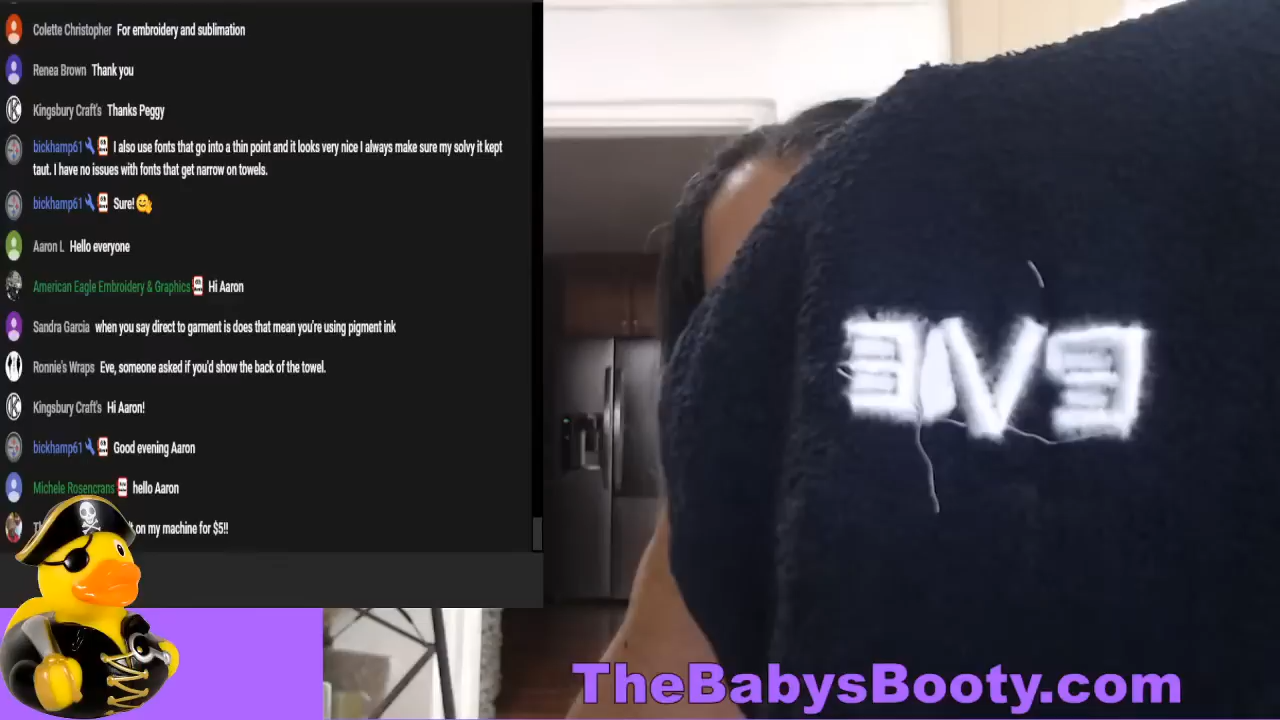 Colette Christopher For embroidery and sublimation
Renea Brown Thank you
Kingsbury Craft's Thanks Peggy
bickhamp61 I also use fonts that go into a thin point and it looks very nice I always make sure my solvy it kept
taut. I have no issues with fonts that get narrow on towels.
bickhamp61 Sure!
Aaron L Hello everyone
American Eagle Embroidery & Graphics Hi Aaron
Sandra Garcia when you say direct to garment is does that mean you're using pigment ink
Ronnie's Wraps Eve, someone asked if you'd show the back of the towel.
Kingsbury Craft's Hi Aaron!
bickhamp61 Good evening Aaron
Michele Rosencrans hello Aaron
on my machine for $5!!
EVE
TheBabysBooty.com